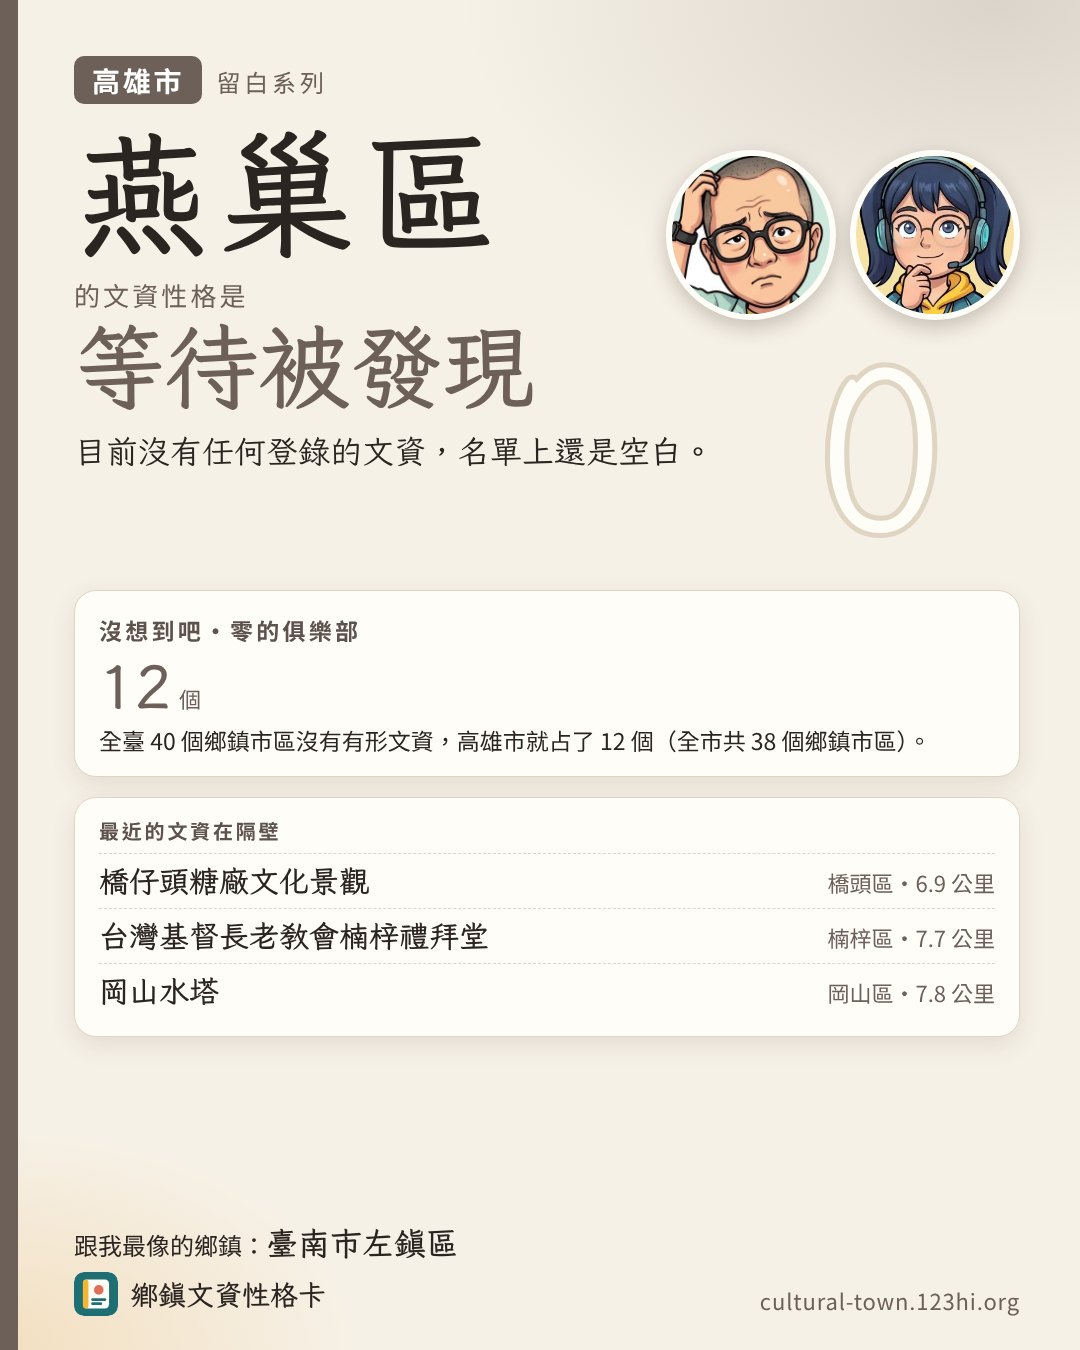 高雄市 留白系列
燕巢區
的文資性格是
等待被發現
目前沒有任何登錄的文資，名單上還是空白。
0
沒想到吧・零的俱樂部
12 個
全臺 40 個鄉鎮市區沒有有形文資，高雄市就占了 12 個（全市共 38 個鄉鎮市區）。
最近的文資在隔壁
橋仔頭糖廠文化景觀 橋頭區・6.9 公里
台灣基督長老教會楠梓禮拜堂 楠梓區・7.7 公里
岡山水塔 岡山區・7.8 公里
跟我最像的鄉鎮：臺南市左鎮區
鄉鎮文資性格卡
cultural-town.123hi.org